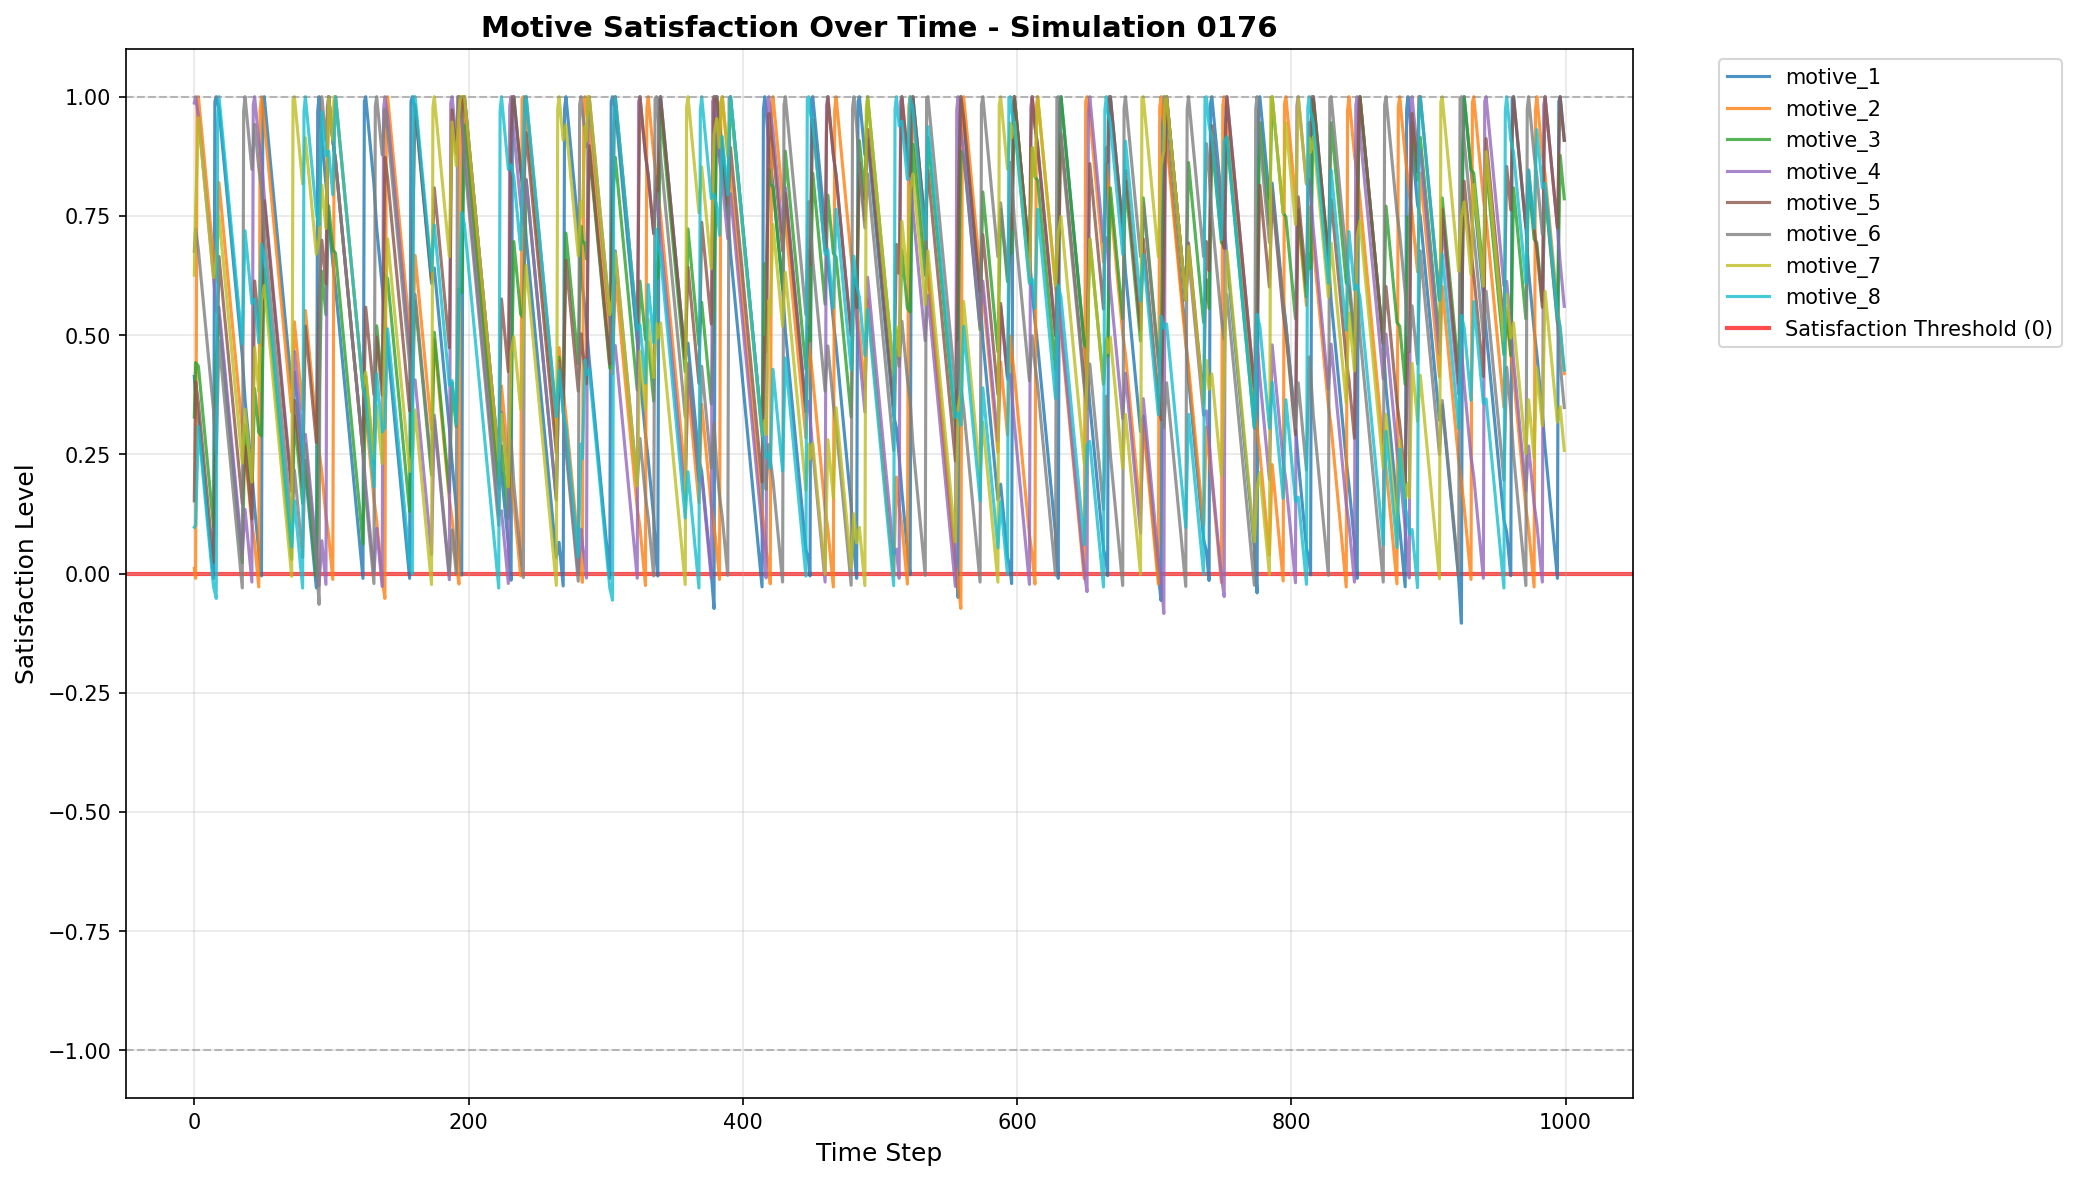 Motive Satisfaction Over Time - Simulation 0176
Satisfaction Level
1.00
0.75
0.50
0.25
0.00
−0.25
−0.50
−0.75
−1.00
0
200
400
600
800
1000
Time Step
motive_1
motive_2
motive_3
motive_4
motive_5
motive_6
motive_7
motive_8
Satisfaction Threshold (0)